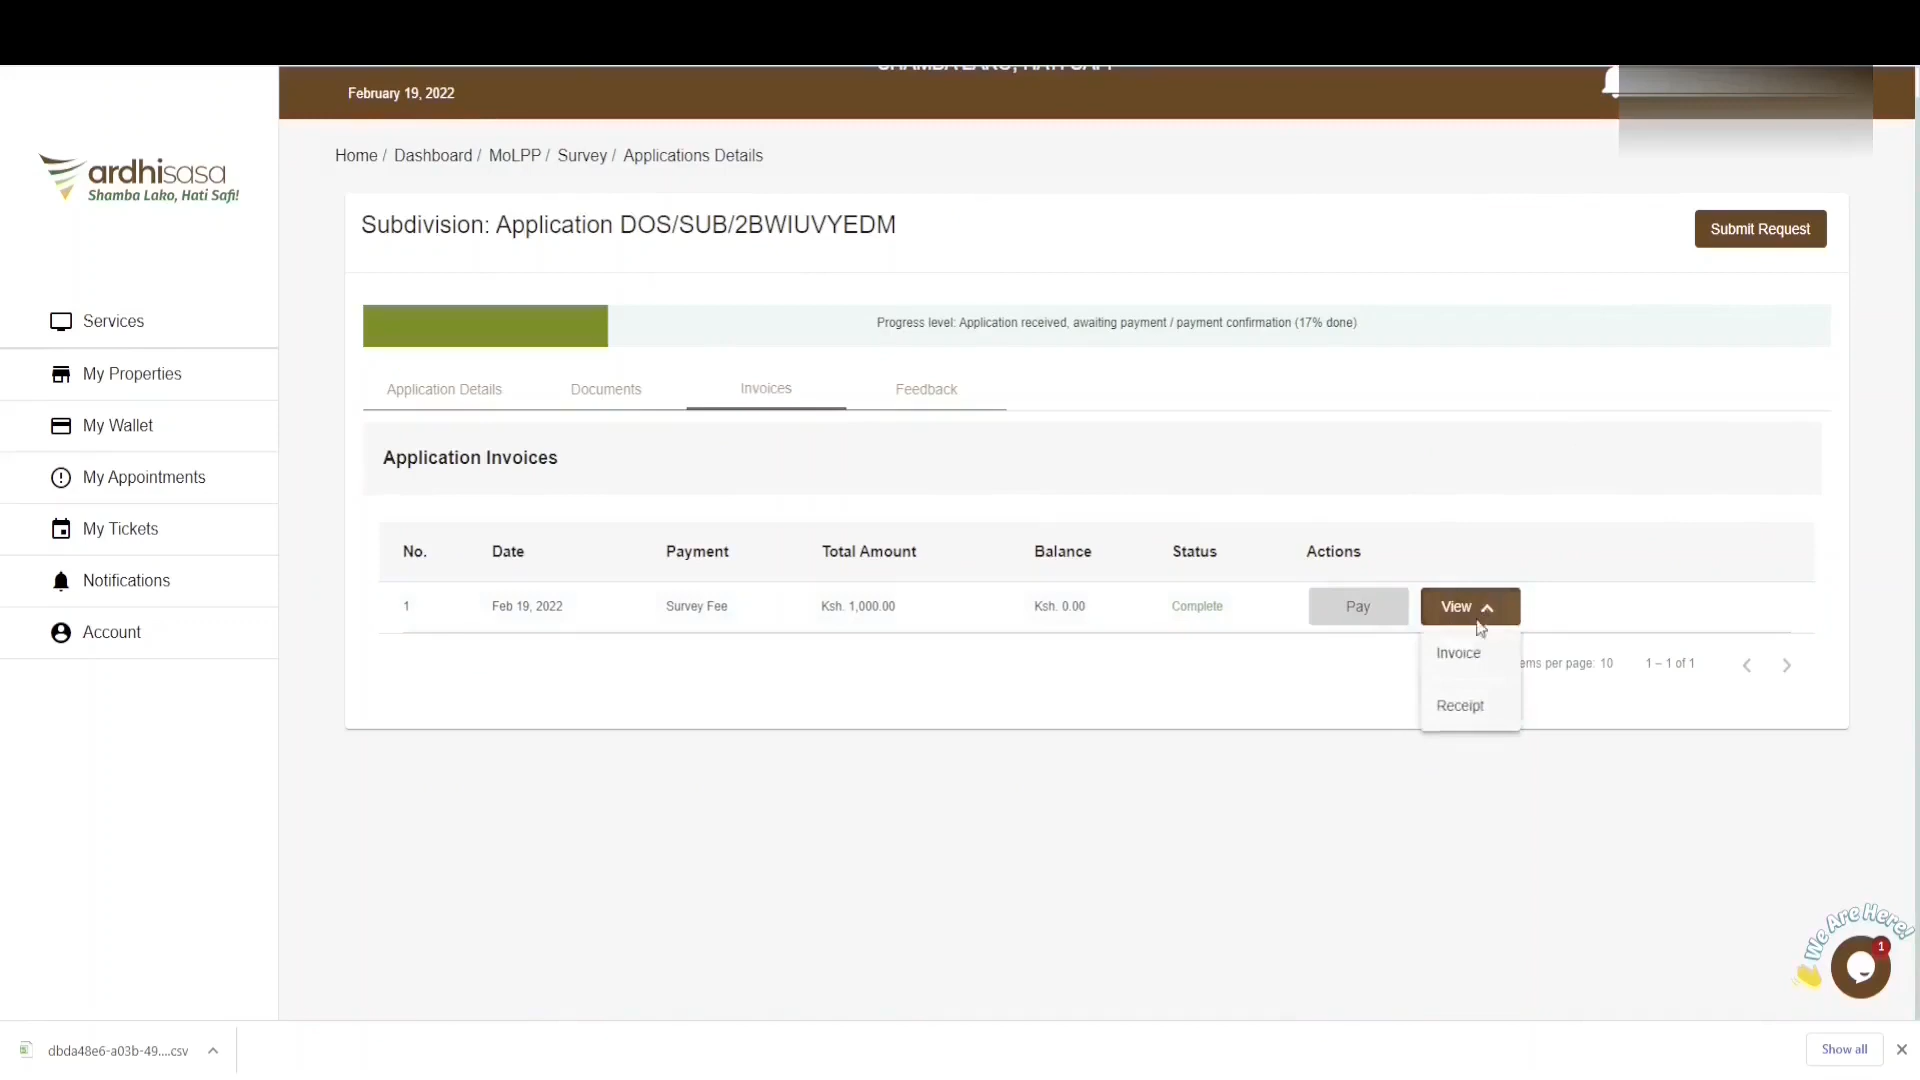 February 19, 2022
ardhisasa
Shamba Lako, Hati Safi!
Home / Dashboard / MoLPP / Survey / Applications Details
Subdivision: Application DOS/SUB/2BWIUVYEDM
Submit Request
Services
My Properties
My Wallet
My Appointments
My Tickets
Notifications
Account
Progress level: Application received, awaiting payment / payment confirmation (17% done)
Application Details Documents Invoices Feedback
Application Invoices
No. Date Payment Total Amount Balance Status Actions
1 Feb 19, 2022 Survey Fee Ksh. 1,000.00 Ksh. 0.00 Complete Pay View
Invoice
ems per page: 10 1 – 1 of 1
Receipt
We Are Here!
1
dbda48e6-a03b-49....csv
Show all